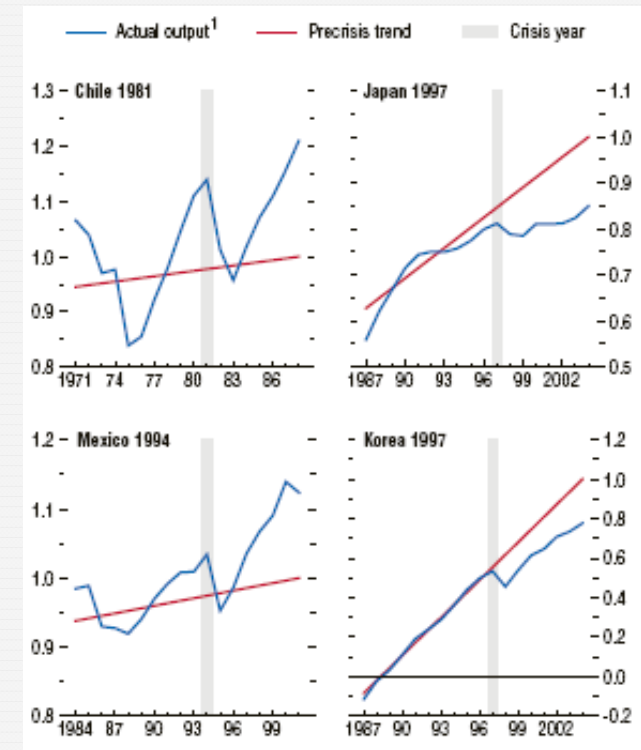 Actual output1 Precrisis trend Crisis year
1.3 Chile 1981
1.2
1.1
1.0
0.9
0.8
1971 74 77 80 83 86
Japan 1997 1.1
1.0
0.9
0.8
0.7
0.6
0.5
1987 90 93 96 99 2002
1.2 Mexico 1994
1.1
1.0
0.9
0.8
1984 87 90 93 96 99
Korea 1997 1.2
1.0
0.8
0.6
0.4
0.2
0.0
-0.2
1987 90 93 96 99 2002